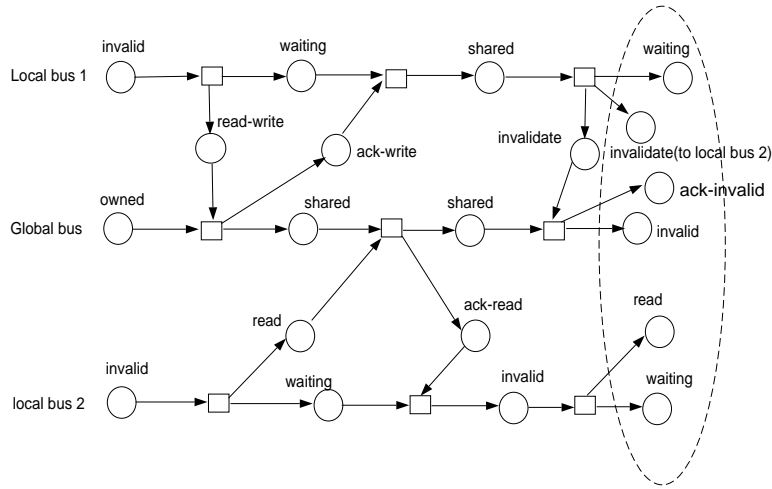 invalid
waiting
shared
waiting
Local bus 1
read-write
ack-write
invalidate
invalidate(to local bus 2)
ack-invalid
owned
shared
shared
Global bus
invalid
read
ack-read
read
invalid
waiting
invalid
waiting
local bus 2